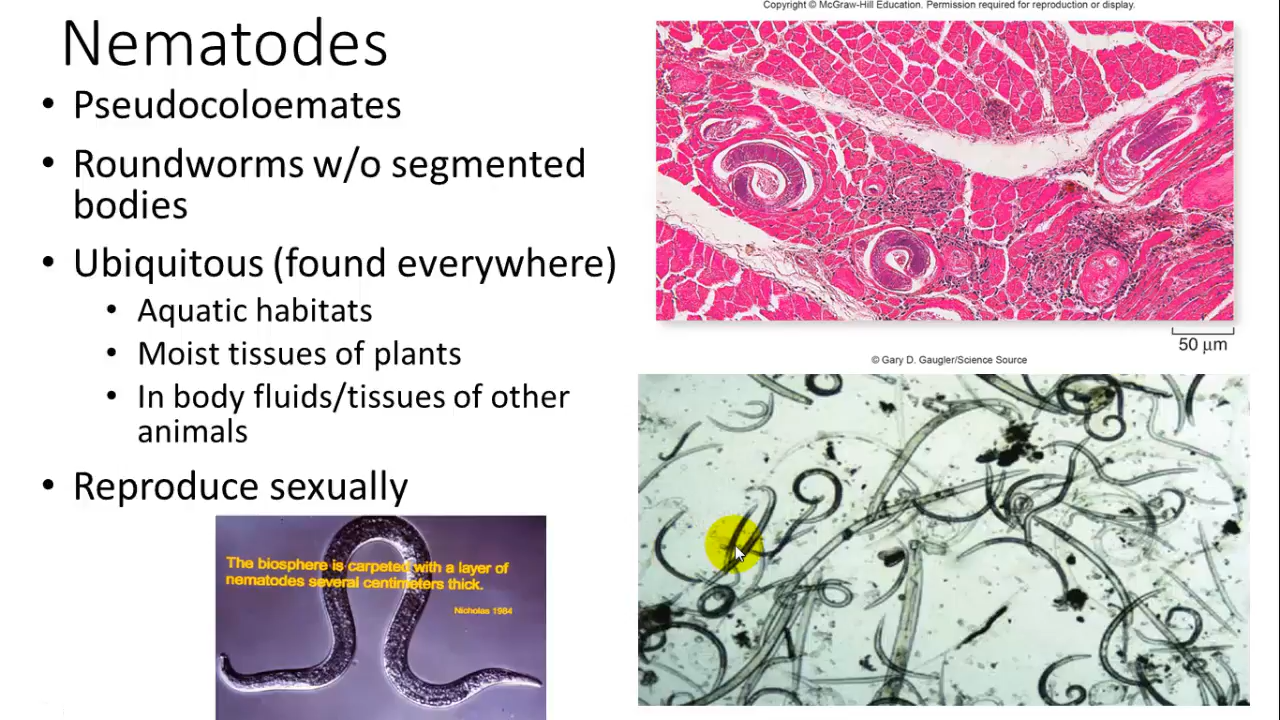 Nematodes
• Pseudocoloemates
• Roundworms w/o segmented
bodies
• Ubiquitous (found everywhere)
• Aquatic habitats
• Moist tissues of plants
• In body fluids/tissues of other
animals
• Reproduce sexually
The biosphere is carpeted with a layer of
nematodes several centimeters thick.
Nicholas 1984
Copyright © McGraw-Hill Education. Permission required for reproduction or display.
50 µm
© Gary D. Gaugler/Science Source